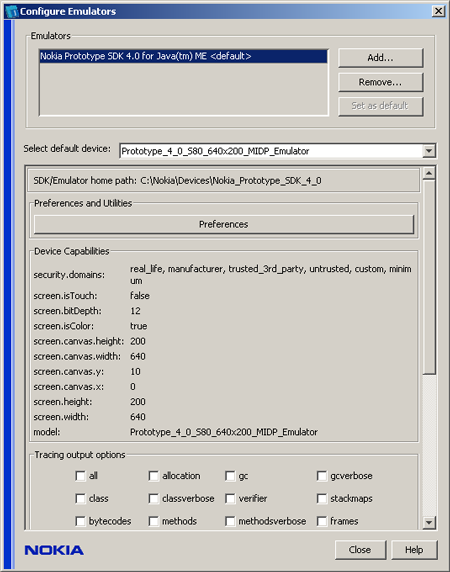 Configure Emulators
Emulators
Nokia Prototype SDK 4.0 for Java(tm) ME <default>
Add...
Remove...
Set as default
Select default device:
Prototype_4_0_S80_640x200_MIDP_Emulator
SDK/Emulator home path: C:\Nokia\Devices\Nokia_Prototype_SDK_4_0
Preferences and Utilities
Preferences
Device Capabilities
security.domains: real_life, manufacturer, trusted_3rd_party, untrusted, custom, minim
um
screen.isTouch: false
screen.bitDepth: 12
screen.isColor: true
screen.canvas.height: 200
screen.canvas.width: 640
screen.canvas.y: 10
screen.canvas.x: 0
screen.height: 200
screen.width: 640
model: Prototype_4_0_S80_640x200_MIDP_Emulator
Tracing output options
all allocation gc gcverbose
class classverbose verifier stackmaps
bytecodes methods methodsverbose frames
NOKIA Close Help